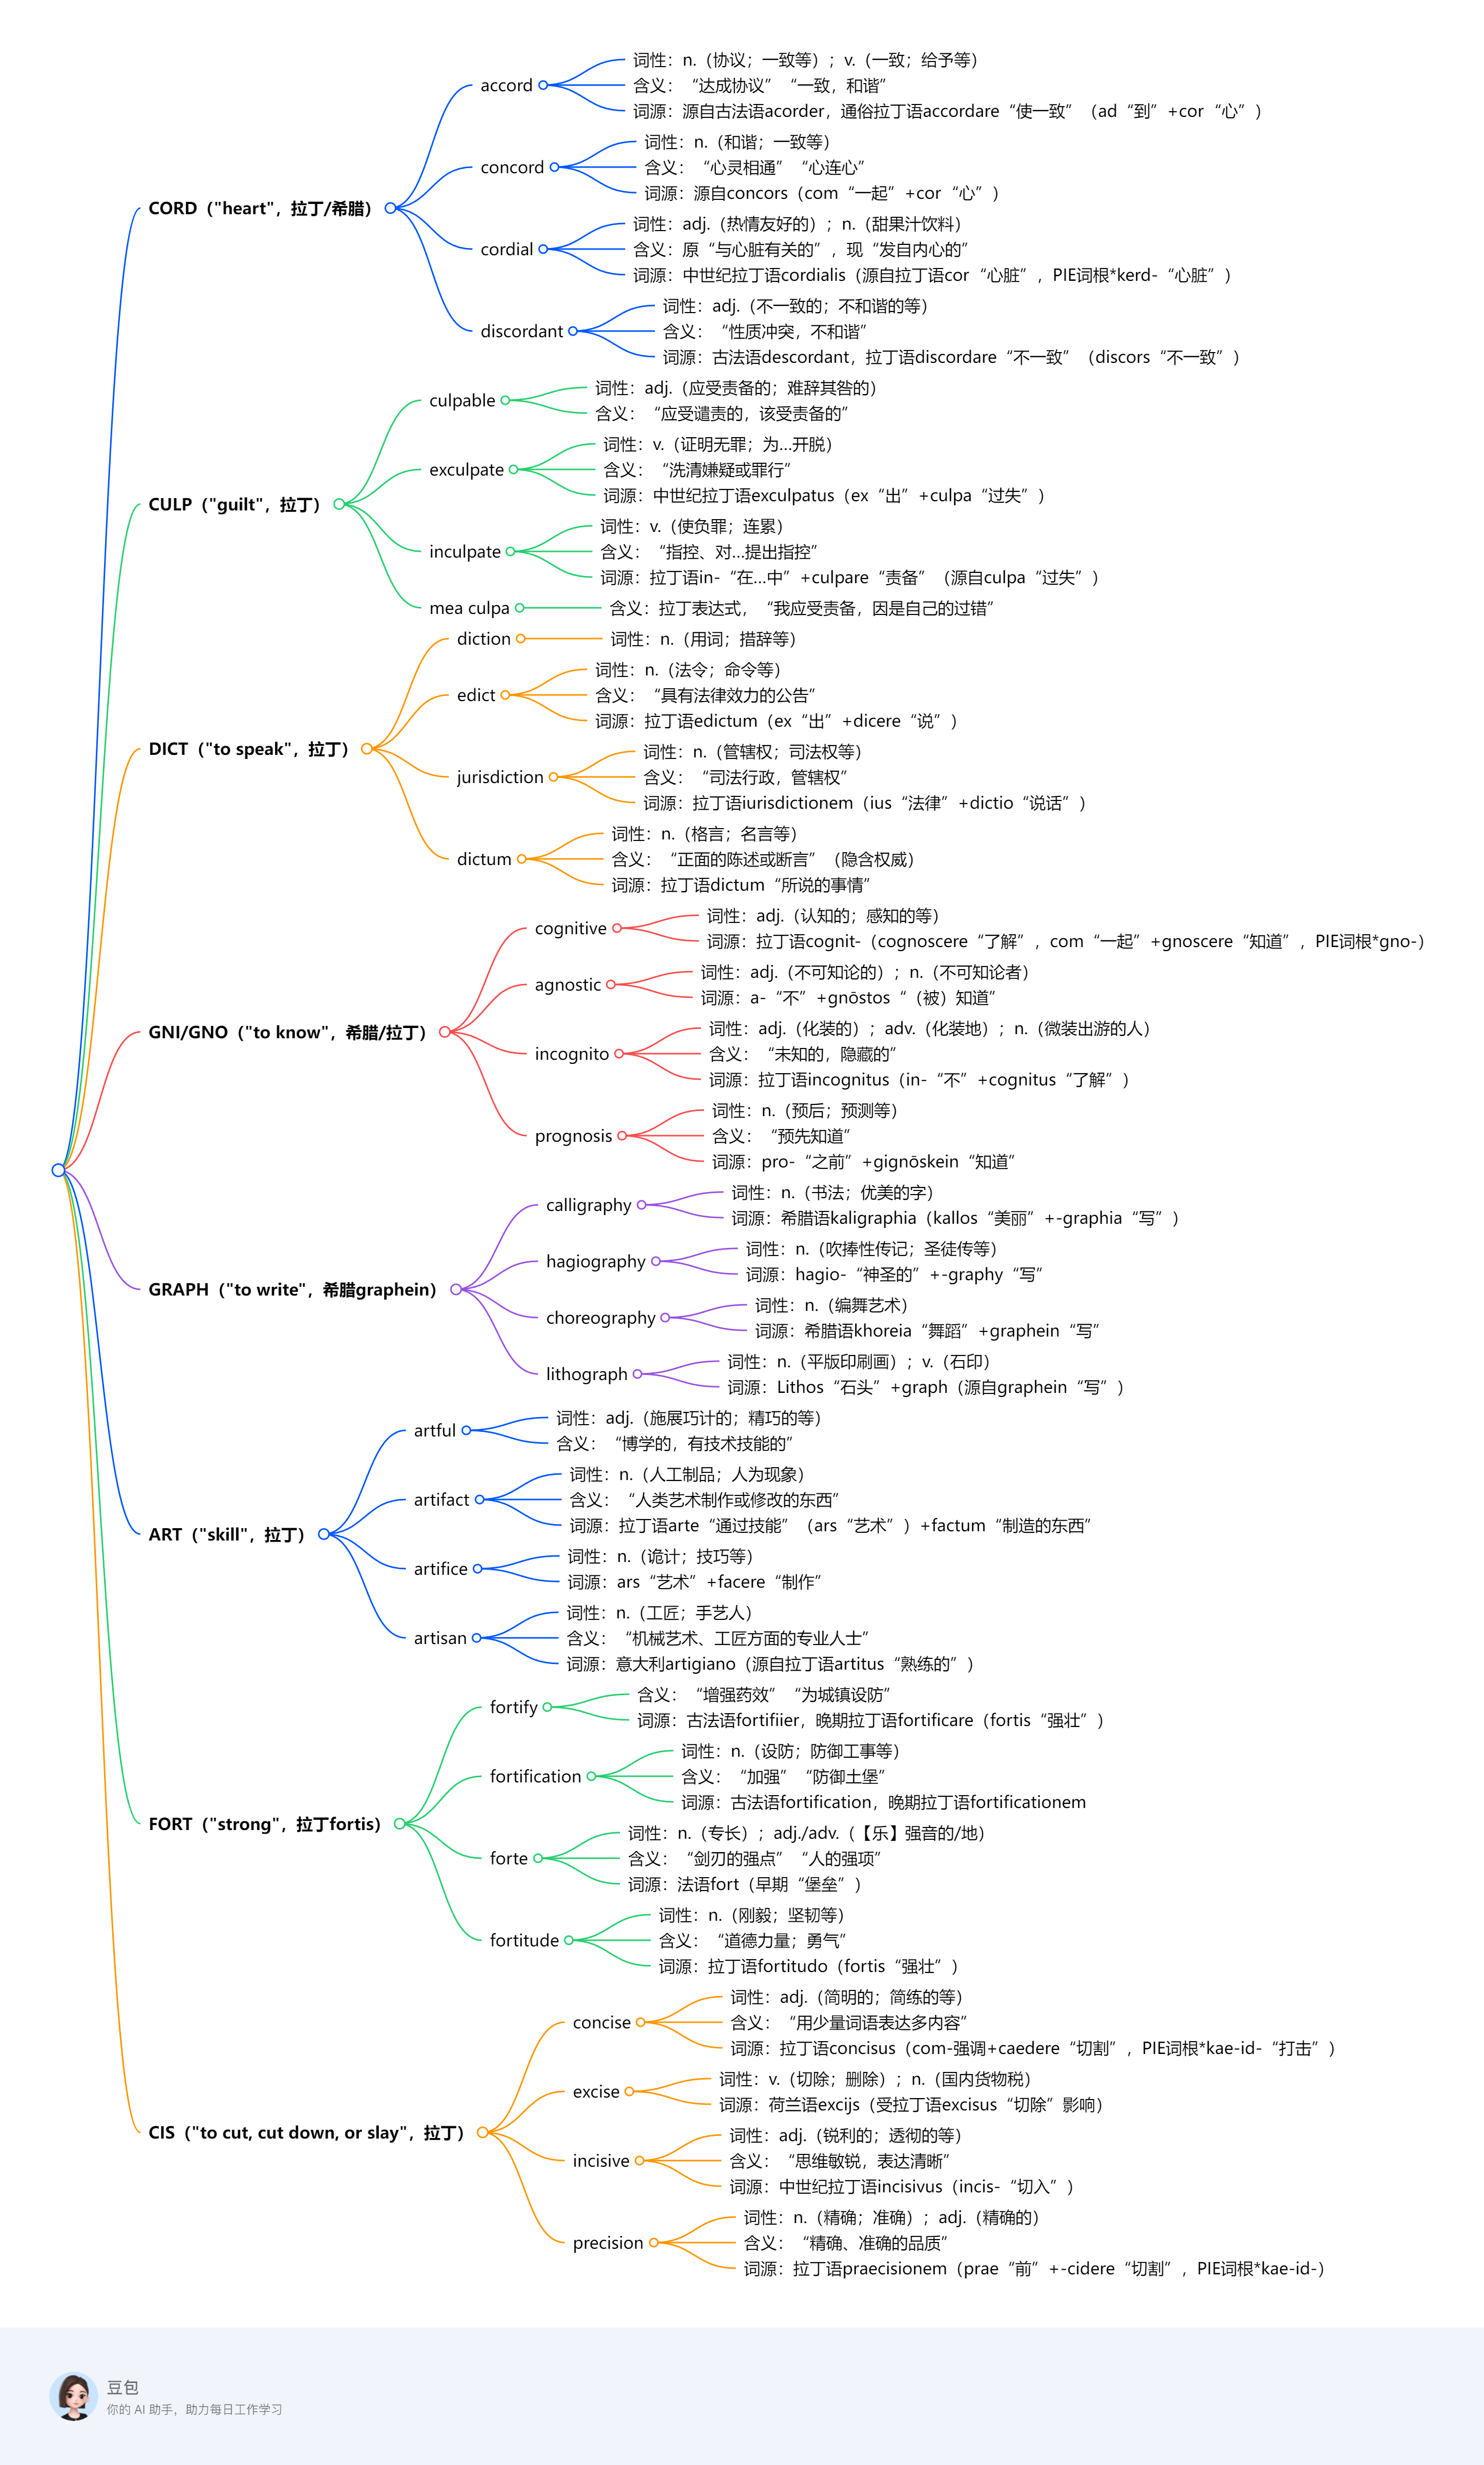 CORD（"heart"，拉丁/希腊）
accord
词性：n.（协议；一致等）；v.（一致；给予等）
含义：“达成协议”“一致，和谐”
词源：源自古法语acorder，通俗拉丁语accordare“使一致”（ad“到”+cor“心”）
concord
词性：n.（和谐；一致等）
含义：“心灵相通”“心连心”
词源：源自concors（com“一起”+cor“心”）
cordial
词性：adj.（热情友好的）；n.（甜果汁饮料）
含义：原“与心脏有关的”，现“发自内心的”
词源：中世纪拉丁语cordialis（源自拉丁语cor“心脏”，PIE词根*kerd-“心脏”）
discordant
词性：adj.（不一致的；不和谐的等）
含义：“性质冲突，不和谐”
词源：古法语descordant，拉丁语discordare“不一致”（discors“不一致”）
CULP（"guilt"，拉丁）
culpable
词性：adj.（应受责备的；难辞其咎的）
含义：“应受谴责的，该受责备的”
exculpate
词性：v.（证明无罪；为...开脱）
含义：“洗清嫌疑或罪行”
词源：中世纪拉丁语exculpatus（ex“出”+culpa“过失”）
inculpate
词性：v.（使负罪；连累）
含义：“指控、对...提出指控”
词源：拉丁语in-“在...中”+culpare“责备”（源自culpa“过失”）
mea culpa
含义：拉丁表达式，“我应受责备，因是自己的过错”
DICT（"to speak"，拉丁）
diction
词性：n.（用词；措辞等）
edict
词性：n.（法令；命令等）
含义：“具有法律效力的公告”
词源：拉丁语edictum（ex“出”+dicere“说”）
jurisdiction
词性：n.（管辖权；司法权等）
含义：“司法行政，管辖权”
词源：拉丁语iurisdictionem（ius“法律”+dictio“说话”）
dictum
词性：n.（格言；名言等）
含义：“正面的陈述或断言”（隐含权威）
词源：拉丁语dictum“所说的事情”
GNI/GNO（"to know"，希腊/拉丁）
cognitive
词性：adj.（认知的；感知的等）
词源：拉丁语cognit-（cognoscere“了解”，com“一起”+gnoscere“知道”，PIE词根*gno-）
agnostic
词性：adj.（不可知论的）；n.（不可知论者）
词源：a-“不”+gnōstos“（被）知道”
incognito
词性：adj.（化装的）；adv.（化装地）；n.（微装出游的人）
含义：“未知的，隐藏的”
词源：拉丁语incognitus（in-“不”+cognitus“了解”）
prognosis
词性：n.（预后；预测等）
含义：“预先知道”
词源：pro-“之前”+gignōskein“知道”
GRAPH（"to write"，希腊graphein）
calligraphy
词性：n.（书法；优美的字）
词源：希腊语kaligraphia（kallos“美丽”+-graphia“写”）
hagiography
词性：n.（吹捧性传记；圣徒传等）
词源：hagio-“神圣的”+-graphy“写”
choreography
词性：n.（编舞艺术）
词源：希腊语khoreia“舞蹈”+graphein“写”
lithograph
词性：n.（平版印刷画）；v.（石印）
词源：Lithos“石头”+graph（源自graphein“写”）
ART（"skill"，拉丁）
artful
词性：adj.（施展巧计的；精巧的等）
含义：“博学的，有技术技能的”
artifact
词性：n.（人工制品；人为现象）
含义：“人类艺术制作或修改的东西”
词源：拉丁语arte“通过技能”（ars“艺术”）+factum“制造的东西”
artifice
词性：n.（诡计；技巧等）
词源：ars“艺术”+facere“制作”
artisan
词性：n.（工匠；手艺人）
含义：“机械艺术、工匠方面的专业人士”
词源：意大利artigiano（源自拉丁语artitus“熟练的”）
FORT（"strong"，拉丁fortis）
fortify
含义：“增强药效”“为城镇设防”
词源：古法语fortifiier，晚期拉丁语fortificare（fortis“强壮”）
fortification
词性：n.（设防；防御工事等）
含义：“加强”“防御土堡”
词源：古法语fortification，晚期拉丁语fortificationem
forte
词性：n.（专长）；adj./adv.（【乐】强音的/地）
含义：“剑刃的强点”“人的强项”
词源：法语fort（早期“堡垒”）
fortitude
词性：n.（刚毅；坚韧等）
含义：“道德力量；勇气”
词源：拉丁语fortitudo（fortis“强壮”）
CIS（"to cut, cut down, or slay"，拉丁）
concise
词性：adj.（简明的；简练的等）
含义：“用少量词语表达多内容”
词源：拉丁语concisus（com-强调+caedere“切割”，PIE词根*kae-id-“打击”）
excise
词性：v.（切除；删除）；n.（国内货物税）
词源：荷兰语excijs（受拉丁语excisus“切除”影响）
incisive
词性：adj.（锐利的；透彻的等）
含义：“思维敏锐，表达清晰”
词源：中世纪拉丁语incisivus（incis-“切入”）
precision
词性：n.（精确；准确）；adj.（精确的）
含义：“精确、准确的品质”
词源：拉丁语praecisionem（prae“前”+-cidere“切割”，PIE词根*kae-id-）
豆包
你的 AI 助手，助力每日工作学习